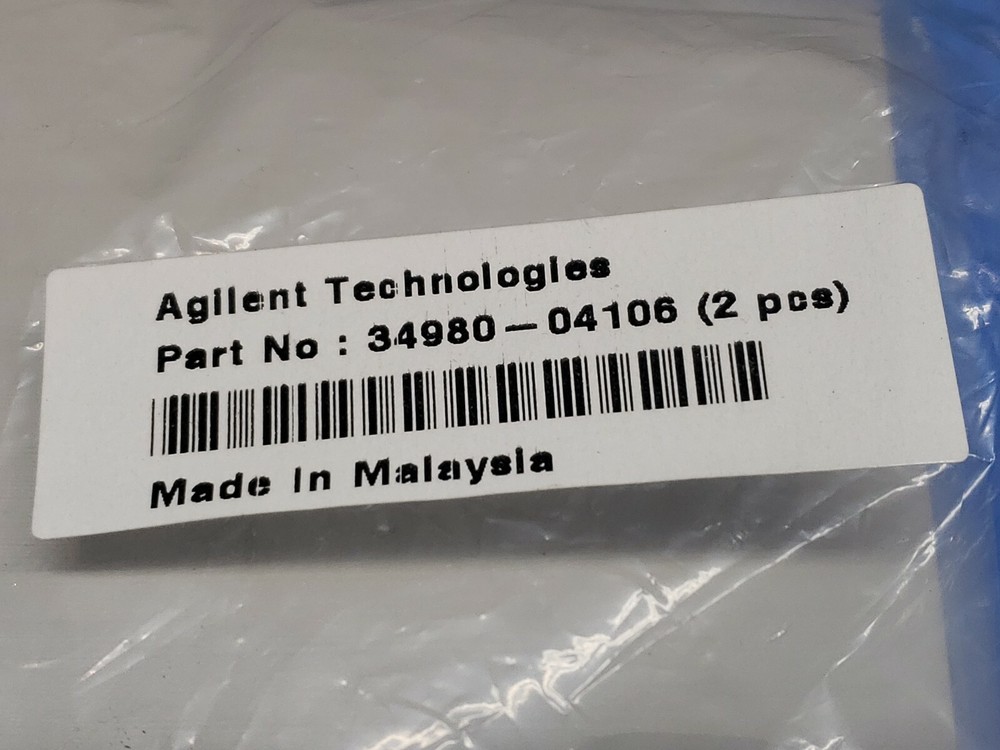 Agilent Technologies
Part No : 34980-04106 (2 pcs)
Made In Malaysia